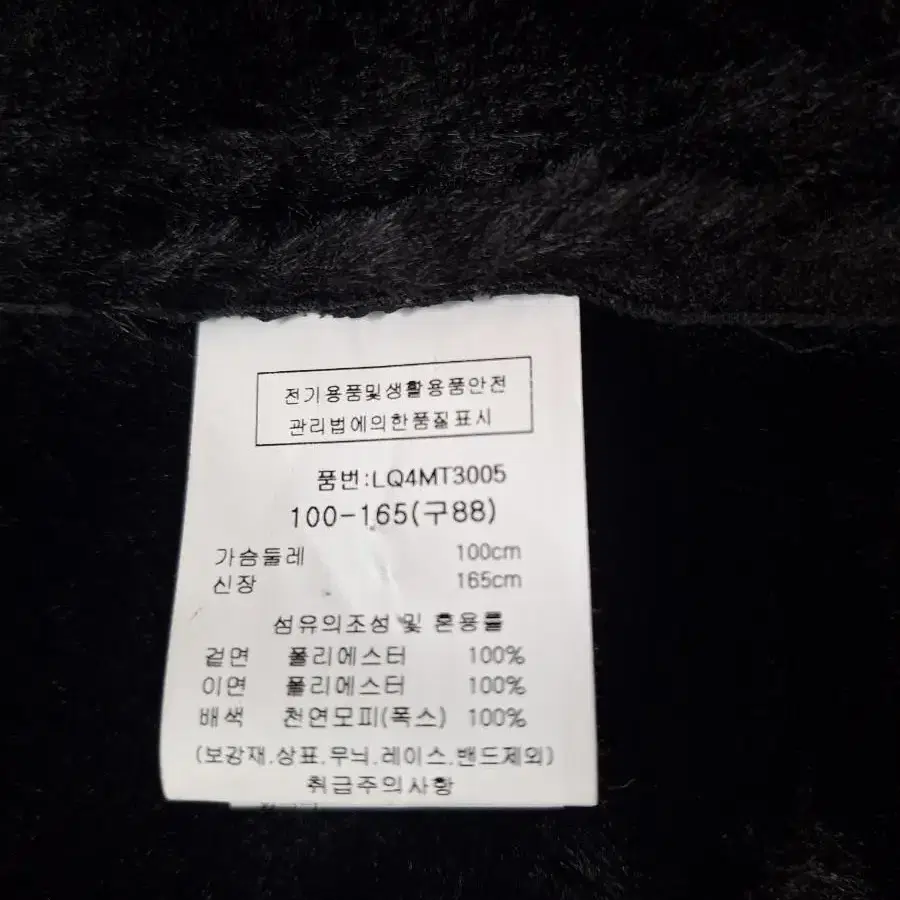 전기용품및생활용품안전
관리법에의한품질표시
품번:LQ4MT3005
100-165(구88)
가슴둘레 100cm
신장 165cm
섬유의조성 및 혼용률
겉면 폴리에스터 100%
이면 폴리에스터 100%
배색 천연모피(폭스) 100%
(보강재.상표.무늬.레이스.밴드제외)
취급주의사항